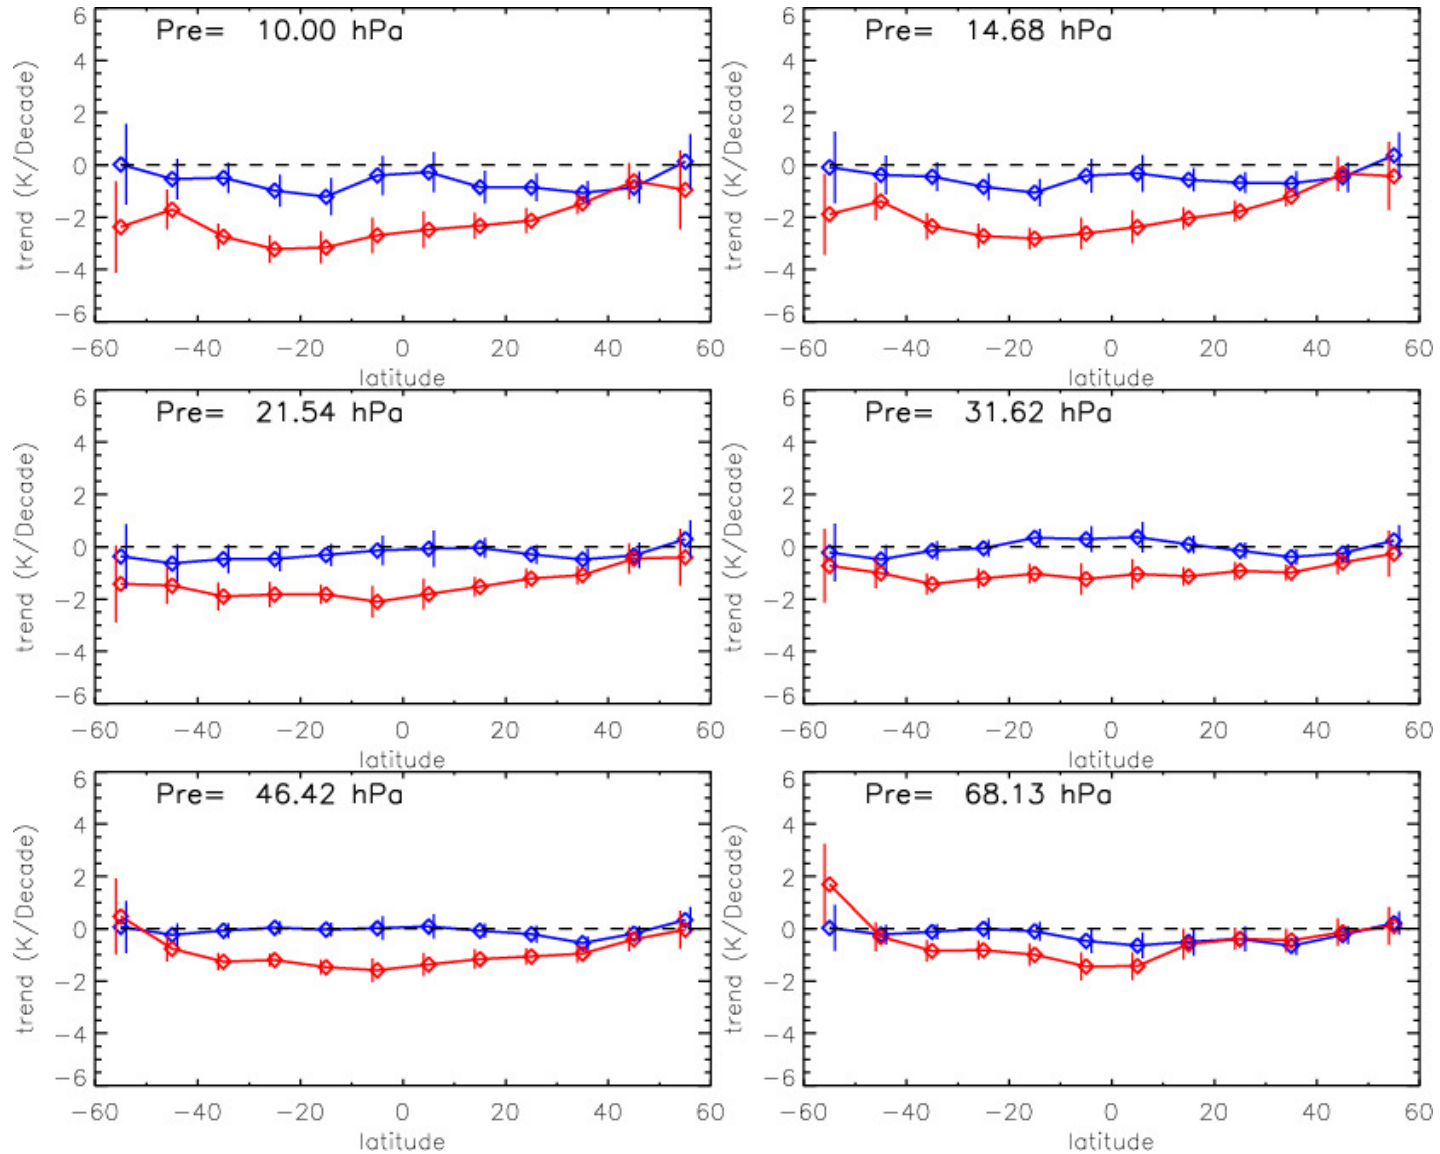 Pre= 10.00 hPa
trend (K/Decade)
6
4
2
0
−2
−4
−6
−60 −40 −20 0 20 40 60
latitude
Pre= 14.68 hPa
trend (K/Decade)
6
4
2
0
−2
−4
−6
−60 −40 −20 0 20 40 60
latitude
Pre= 21.54 hPa
trend (K/Decade)
6
4
2
0
−2
−4
−6
−60 −40 −20 0 20 40 60
latitude
Pre= 31.62 hPa
trend (K/Decade)
6
4
2
0
−2
−4
−6
−60 −40 −20 0 20 40 60
latitude
Pre= 46.42 hPa
trend (K/Decade)
6
4
2
0
−2
−4
−6
−60 −40 −20 0 20 40 60
latitude
Pre= 68.13 hPa
trend (K/Decade)
6
4
2
0
−2
−4
−6
−60 −40 −20 0 20 40 60
latitude